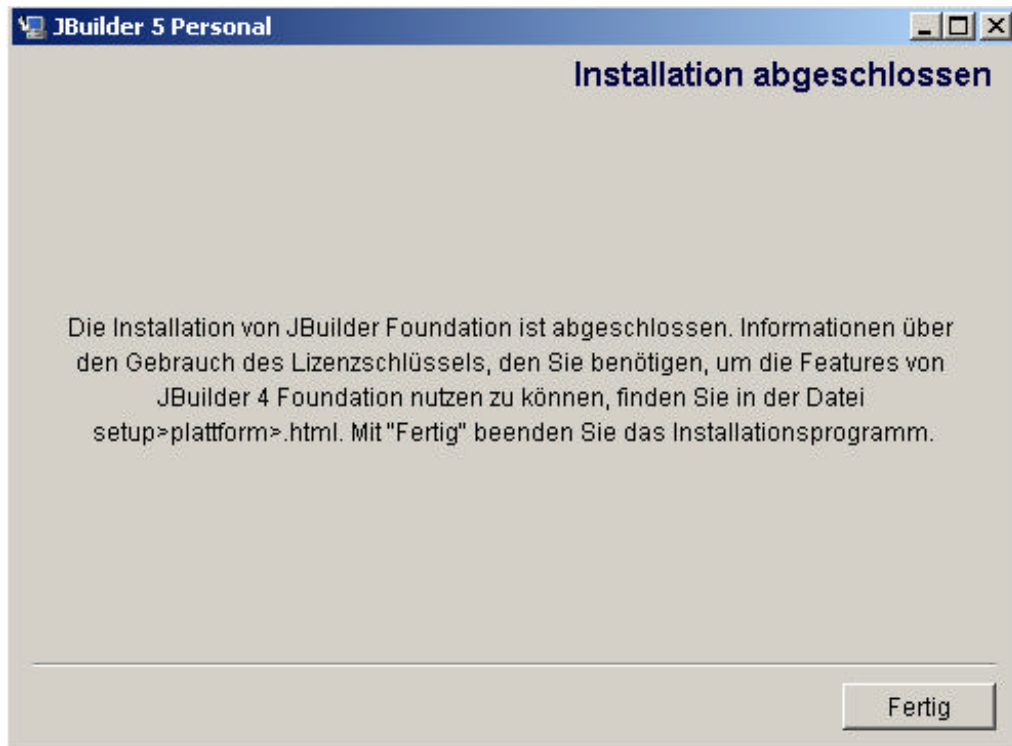 JBuilder 5 Personal
Installation abgeschlossen
Die Installation von JBuilder Foundation ist abgeschlossen. Informationen über
den Gebrauch des Lizenzschlüssels, den Sie benötigen, um die Features von
JBuilder 4 Foundation nutzen zu können, finden Sie in der Datei
setup>plattform>.html. Mit "Fertig" beenden Sie das Installationsprogramm.
Fertig